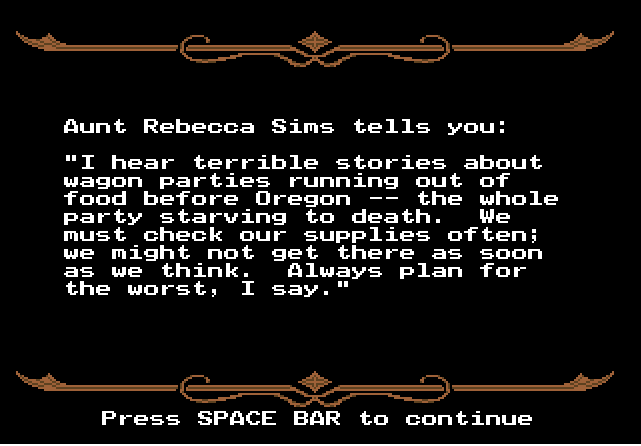 Aunt Rebecca Sims tells you:
"I hear terrible stories about
wagon parties running out of
food before Oregon -- the whole
party starving to death.  We
must check our supplies often;
we might not get there as soon
as we think.  Always plan for
the worst, I say."
Press SPACE BAR to continue